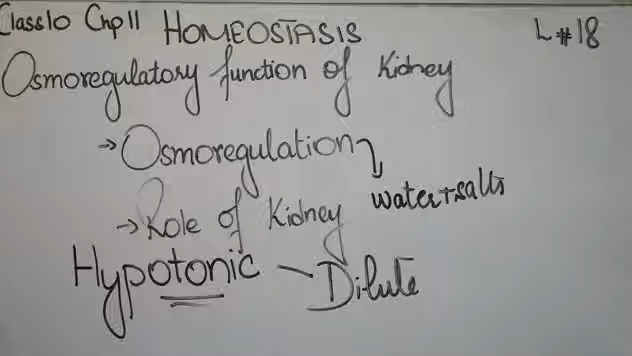 Class10 Chp11 HOMEOSTASIS L#18
Osmoregulatory function of Kidney
→ Osmoregulation
water+salts
→ Role of Kidney
Hypotonic - Dilute